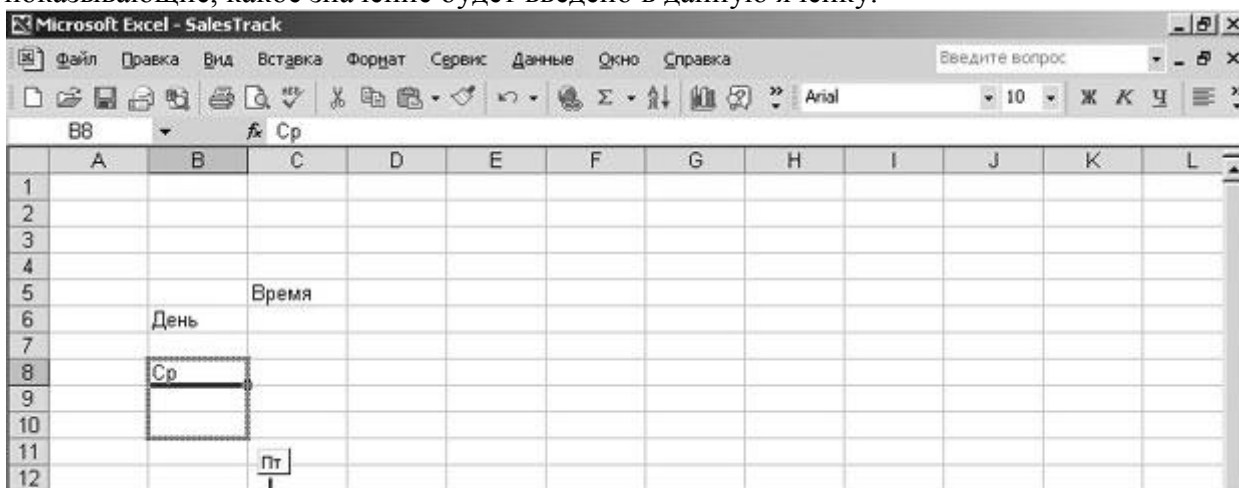 показывающие, какое значение будет введено в данную ячейку.
Microsoft Excel - SalesTrack
Файл Правка Вид Вставка Формат Сервис Данные Окно Справка Введите вопрос
Arial 10 Ж К Ч
B8 fx Ср
A B C D E F G H I J K L
1
2
3
4
5 Время
6 День
7
8 Ср
9
10
11 Пт
12